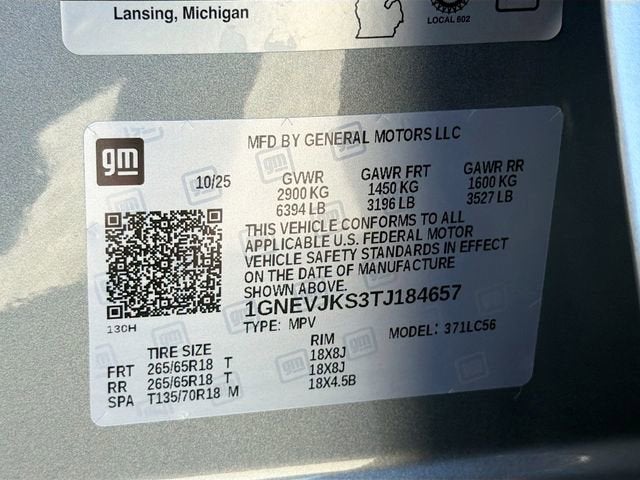 Lansing, Michigan
LOCAL 602
gm
MFD BY GENERAL MOTORS LLC
10/25
GVWR GAWR FRT GAWR RR
2900 KG 1450 KG 1600 KG
6394 LB 3196 LB 3527 LB
THIS VEHICLE CONFORMS TO ALL
APPLICABLE U.S. FEDERAL MOTOR
VEHICLE SAFETY STANDARDS IN EFFECT
ON THE DATE OF MANUFACTURE
SHOWN ABOVE.
1GNEVJKS3TJ184657
TYPE: MPV MODEL: 371LC56
13CH
TIRE SIZE RIM
FRT 265/65R18 T 18X8J
RR 265/65R18 T 18X8J
SPA T135/70R18 M 18X4.5B